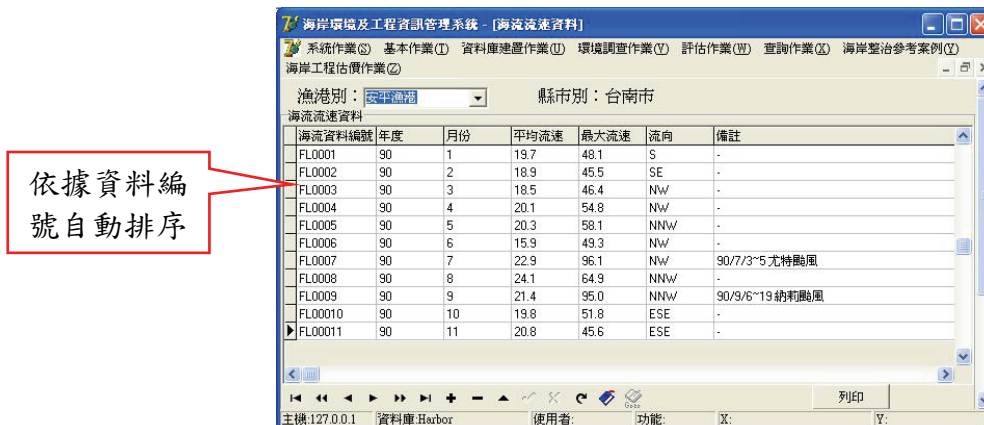 海岸環境及工程資訊管理系統 - [海流流速資料]
系統作業(S) 基本作業(T) 資料庫建置作業(U) 環境調查作業(V) 評估作業(W) 查詢作業(X) 海岸整治參考案例(Y)
海岸工程估價作業(Z)
漁港別：安平漁港 縣市別：台南市
海流流速資料
海流資料編號 年度 月份 平均流速 最大流速 流向 備註
FL0001 90 1 19.7 48.1 S -
FL0002 90 2 18.9 45.5 SE -
FL0003 90 3 18.5 46.4 NW -
FL0004 90 4 20.1 54.8 NW -
FL0005 90 5 20.3 58.1 NNW -
FL0006 90 6 15.9 49.3 NW -
FL0007 90 7 22.9 96.1 NW 90/7/3~5 尤特颱風
FL0008 90 8 24.1 64.9 NNW -
FL0009 90 9 21.4 95.0 NNW 90/9/6~19 納莉颱風
FL00010 90 10 19.8 51.8 ESE -
FL00011 90 11 20.8 45.6 ESE -
依據資料編
號自動排序
Goto
列印
主機:127.0.0.1 資料庫:Harbor 使用者: 功能: X: Y: